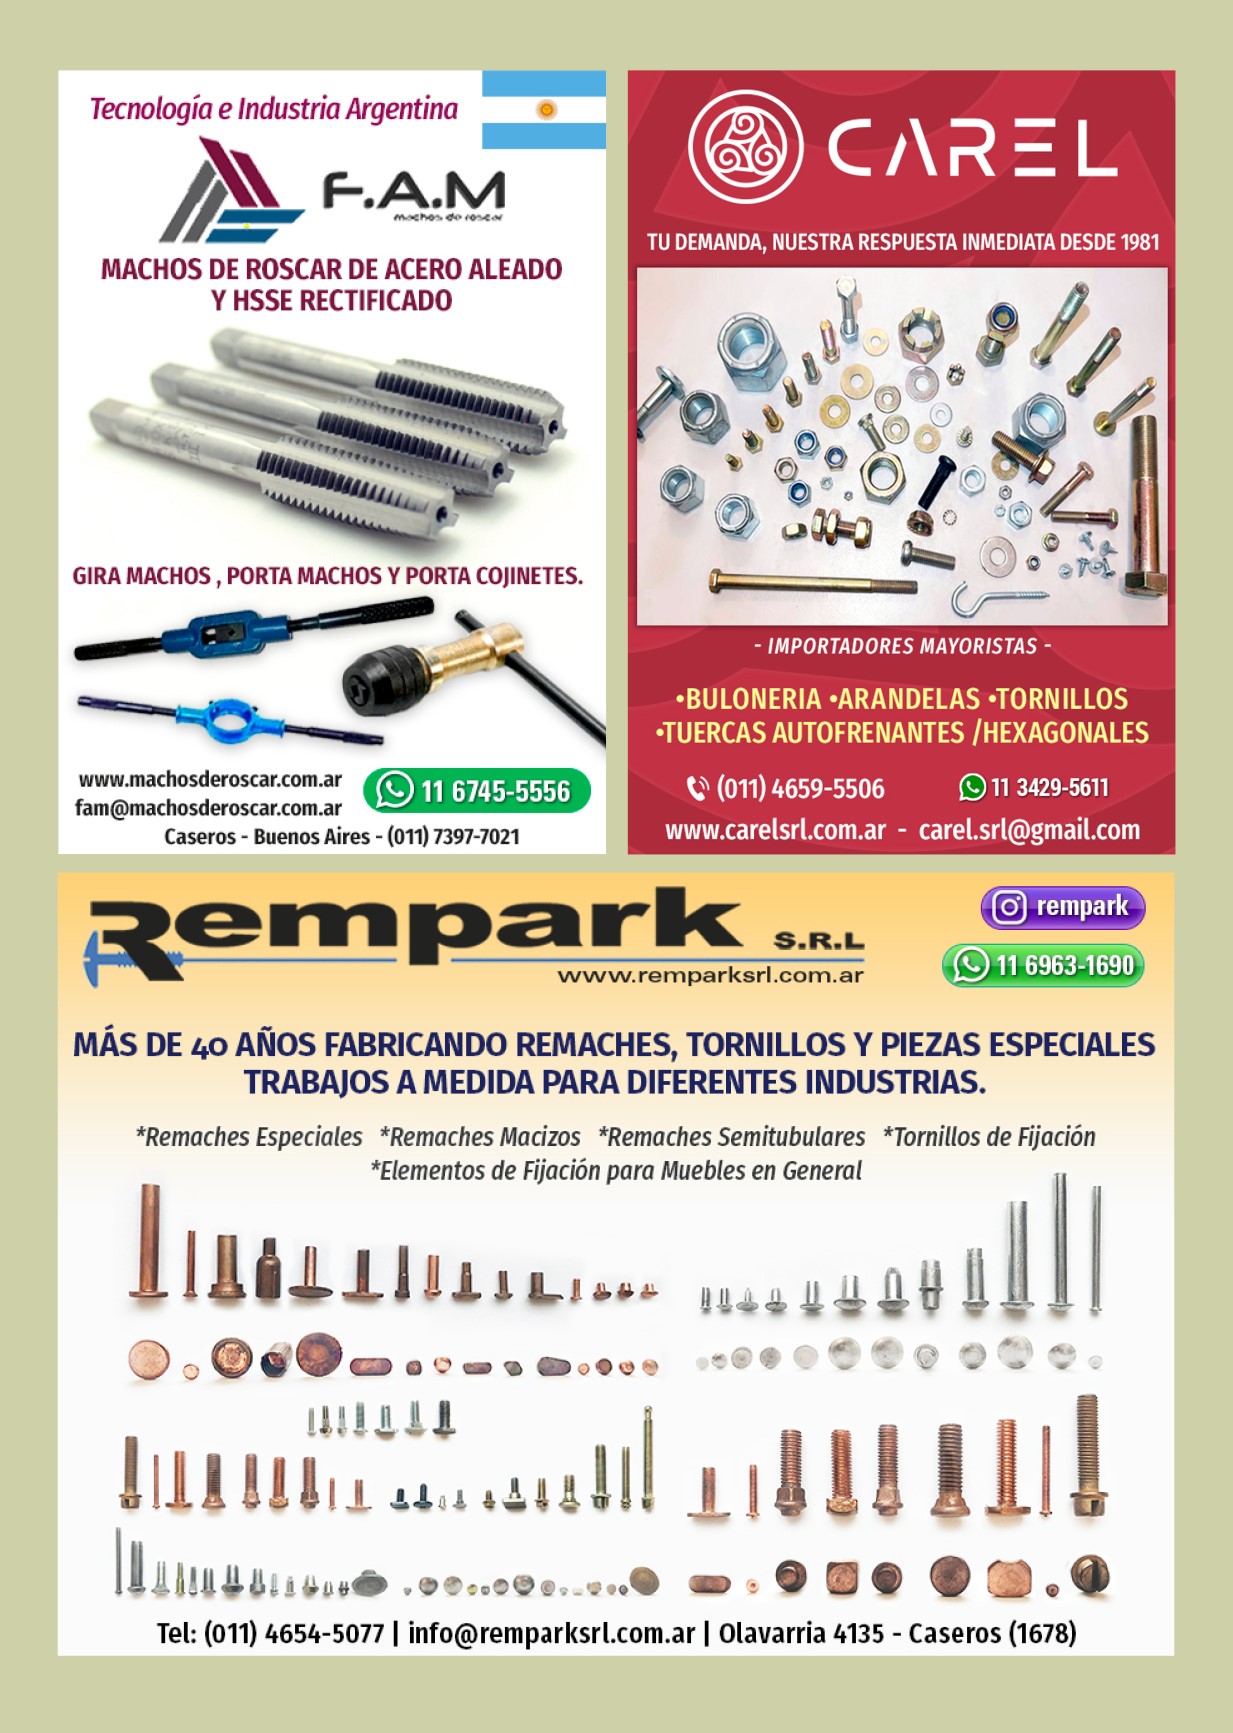 Tecnología e Industria Argentina
F.A.M
machos de roscar
MACHOS DE ROSCAR DE ACERO ALEADO
Y HSSE RECTIFICADO
GIRA MACHOS , PORTA MACHOS Y PORTA COJINETES.
www.machosderoscar.com.ar
fam@machosderoscar.com.ar
11 6745-5556
Caseros - Buenos Aires - (011) 7397-7021
CAREL
TU DEMANDA, NUESTRA RESPUESTA INMEDIATA DESDE 1981
- IMPORTADORES MAYORISTAS -
•BULONERIA •ARANDELAS •TORNILLOS
•TUERCAS AUTOFRENANTES /HEXAGONALES
(011) 4659-5506 11 3429-5611
www.carelsrl.com.ar - carel.srl@gmail.com
Rempark S.R.L
www.remparksrl.com.ar
rempark
11 6963-1690
MÁS DE 40 AÑOS FABRICANDO REMACHES, TORNILLOS Y PIEZAS ESPECIALES
TRABAJOS A MEDIDA PARA DIFERENTES INDUSTRIAS.
*Remaches Especiales *Remaches Macizos *Remaches Semitubulares *Tornillos de Fijación
*Elementos de Fijación para Muebles en General
Tel: (011) 4654-5077 | info@remparksrl.com.ar | Olavarria 4135 - Caseros (1678)